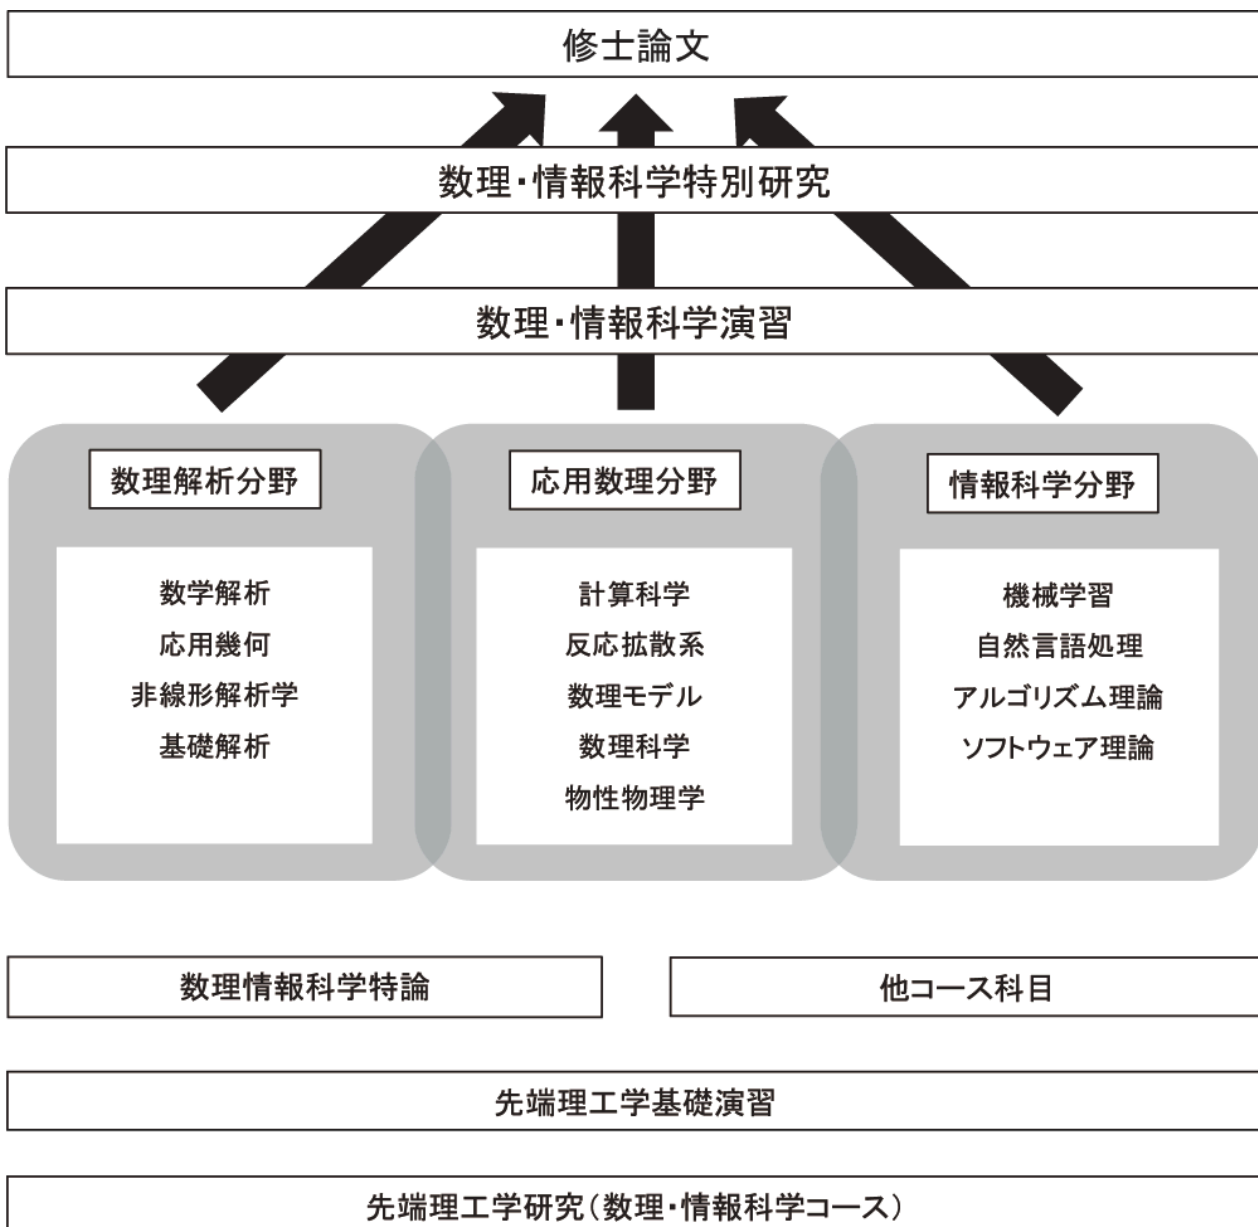 修士論文
数理・情報科学特別研究
数理・情報科学演習
数理解析分野
数学解析
応用幾何
非線形解析学
基礎解析
応用数理分野
計算科学
反応拡散系
数理モデル
数理科学
物性物理学
情報科学分野
機械学習
自然言語処理
アルゴリズム理論
ソフトウェア理論
数理情報科学特論
他コース科目
先端理工学基礎演習
先端理工学研究(数理・情報科学コース)